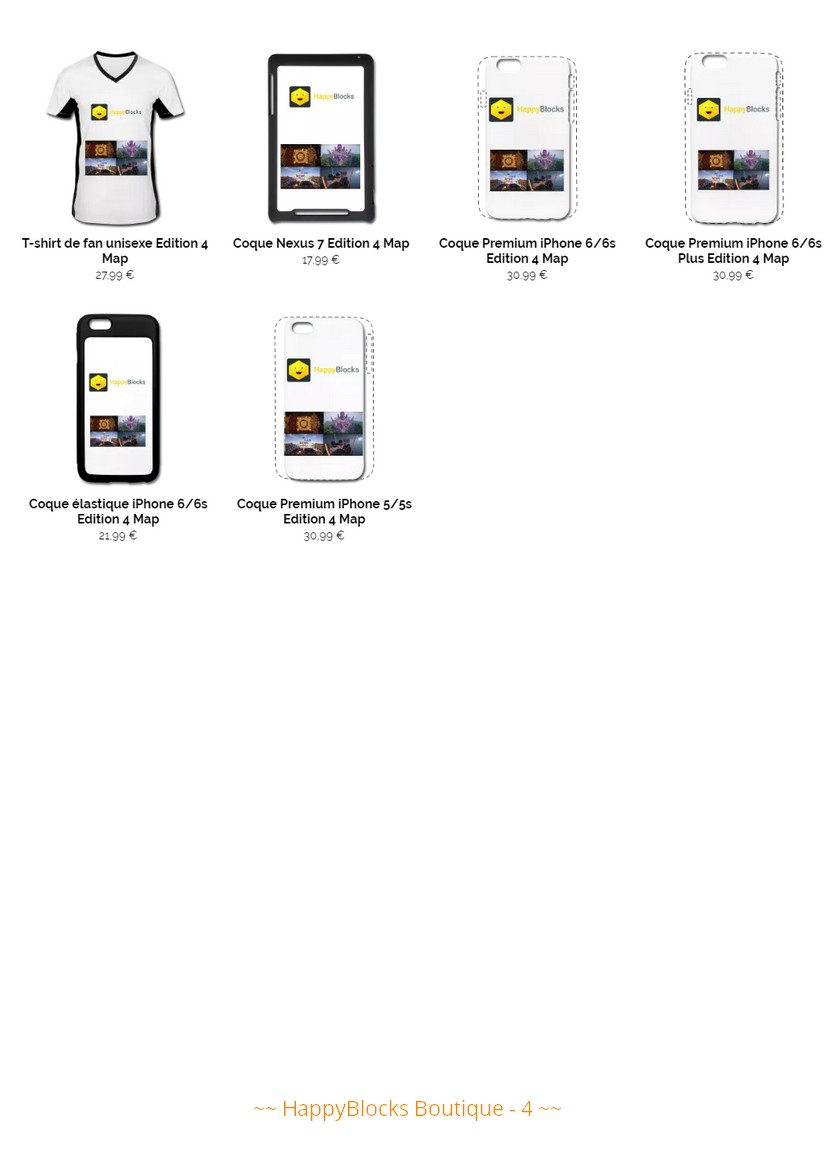 HappyBlocks
HappyBlocks
HappyBlocks
HappyBlocks
T-shirt de fan unisexe Edition 4
Map
27.99 €
Coque Nexus 7 Edition 4 Map
17.99 €
Coque Premium iPhone 6/6s
Edition 4 Map
30.99 €
Coque Premium iPhone 6/6s
Plus Edition 4 Map
30.99 €
HappyBlocks
HappyBlocks
Coque élastique iPhone 6/6s
Edition 4 Map
21.99 €
Coque Premium iPhone 5/5s
Edition 4 Map
30.99 €
~~ HappyBlocks Boutique - 4 ~~